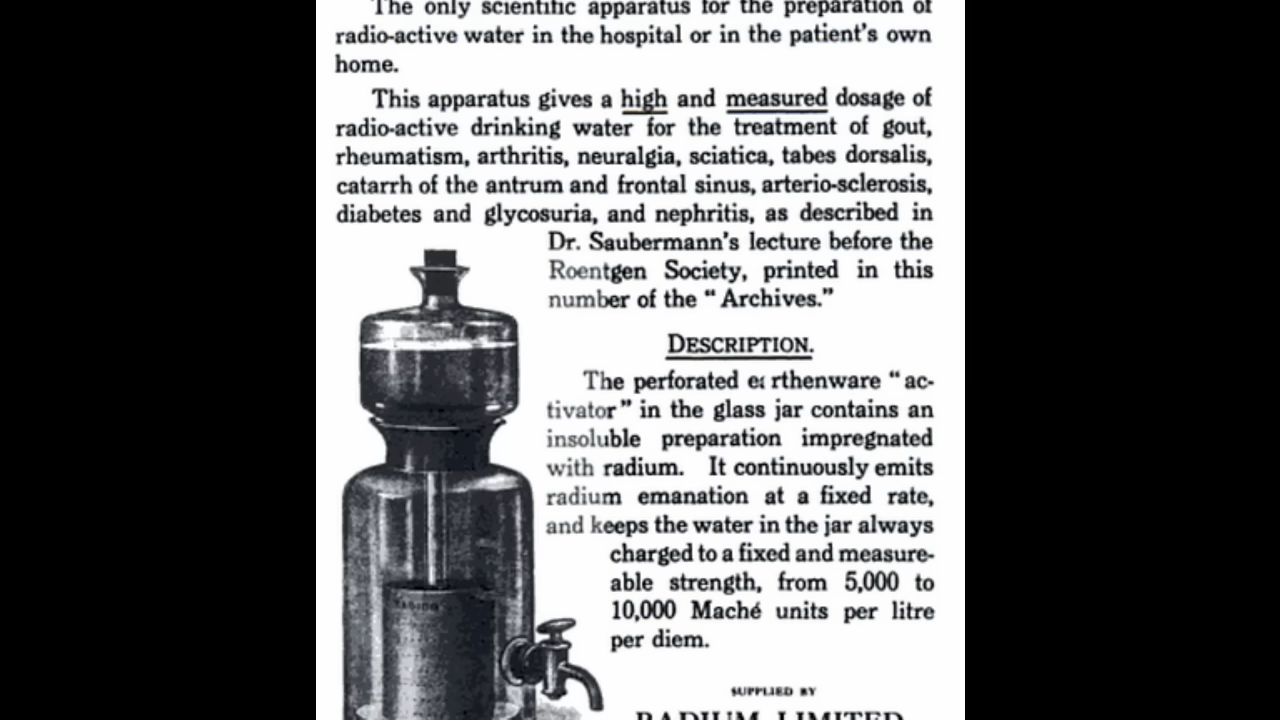 The only scientific apparatus for the preparation of
radio-active water in the hospital or in the patient's own
home.
This apparatus gives a high and measured dosage of
radio-active drinking water for the treatment of gout,
rheumatism, arthritis, neuralgia, sciatica, tabes dorsalis,
catarrh of the antrum and frontal sinus, arterio-sclerosis,
diabetes and glycosuria, and nephritis, as described in
Dr. Saubermann's lecture before the
Roentgen Society, printed in this
number of the “Archives.”
DESCRIPTION.
The perforated earthenware “ac-
tivator” in the glass jar contains an
insoluble preparation impregnated
with radium. It continuously emits
radium emanation at a fixed rate,
and keeps the water in the jar always
charged to a fixed and measure-
able strength, from 5,000 to
10,000 Maché units per litre
per diem.
SUPPLIED BY
RADIUM LIMITED